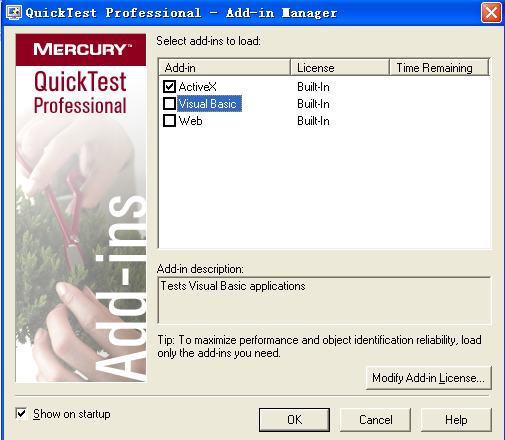 QuickTest Professional - Add-in Manager
MERCURY™
QuickTest
Professional
Add-ins
Select add-ins to load:
Add-in License Time Remaining
ActiveX Built-In
Visual Basic Built-In
Web Built-In
Add-in description:
Tests Visual Basic applications
Tip: To maximize performance and object identification reliability, load
only the add-ins you need.
Modify Add-in License...
Show on startup
OK Cancel Help